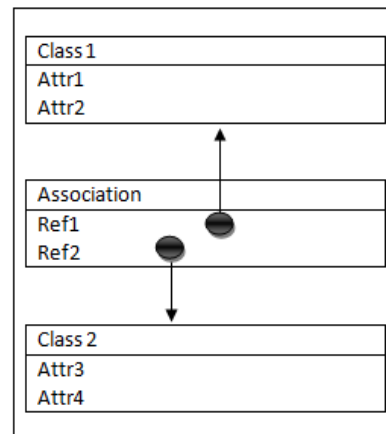 Class 1
Attr1
Attr2
Association
Ref1
Ref2
Class 2
Attr3
Attr4